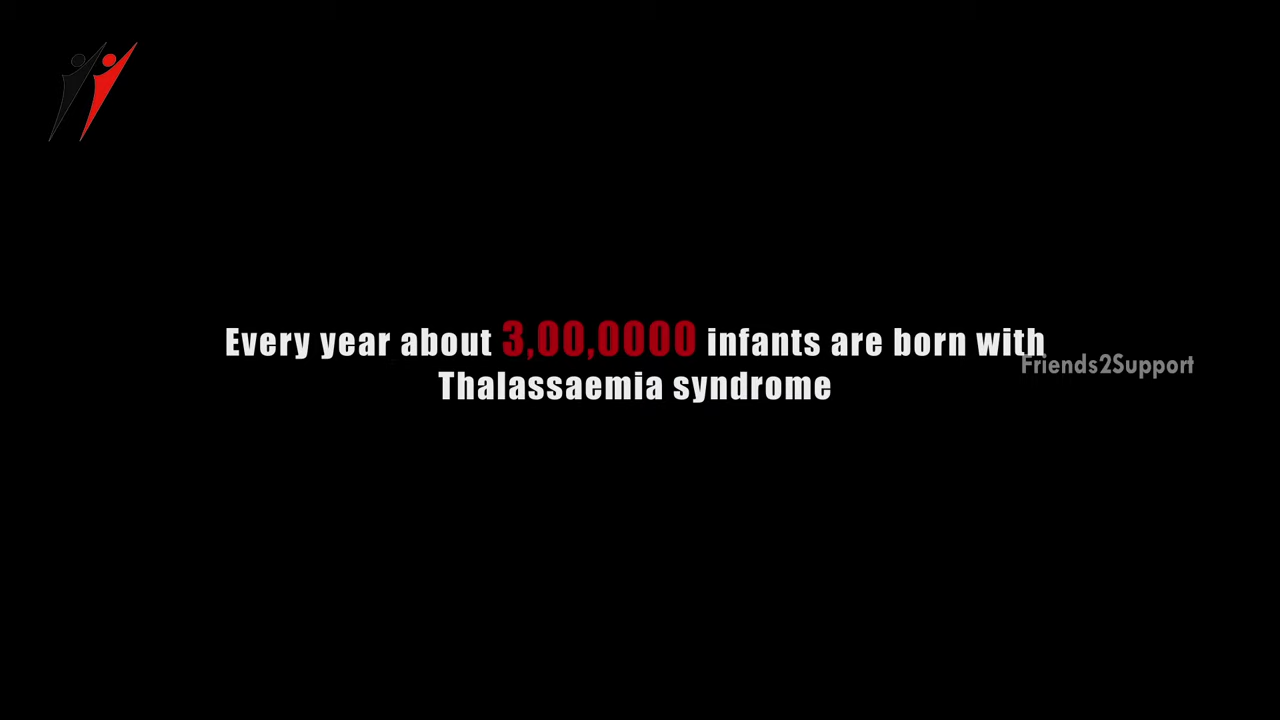 Every year about 3,00,0000 infants are born with
Thalassaemia syndrome
Friends2Support